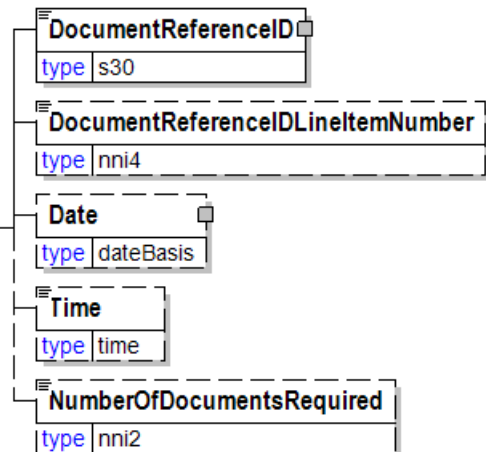 DocumentReferenceID
type s30
DocumentReferenceIDLineItemNumber
type nni4
Date
type dateBasis
Time
type time
NumberOfDocumentsRequired
type nni2